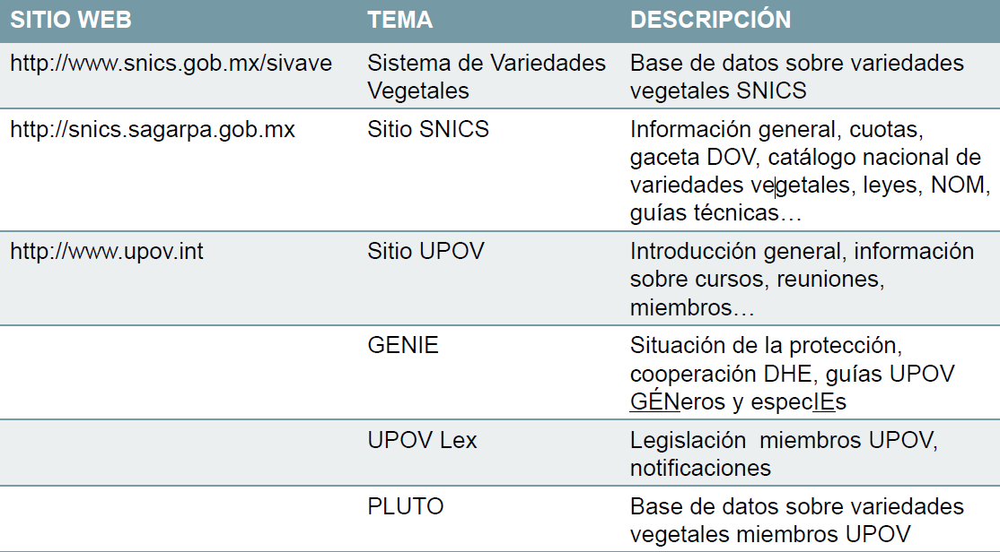 SITIO WEB TEMA DESCRIPCIÓN
http://www.snics.gob.mx/sivave Sistema de Variedades Base de datos sobre variedades
Vegetales vegetales SNICS
http://snics.sagarpa.gob.mx Sitio SNICS Información general, cuotas,
gaceta DOV, catálogo nacional de
variedades vegetales, leyes, NOM,
guías técnicas…
http://www.upov.int Sitio UPOV Introducción general, información
sobre cursos, reuniones,
miembros…
GENIE Situación de la protección,
cooperación DHE, guías UPOV
GÉNeros y especIEs
UPOV Lex Legislación miembros UPOV,
notificaciones
PLUTO Base de datos sobre variedades
vegetales miembros UPOV